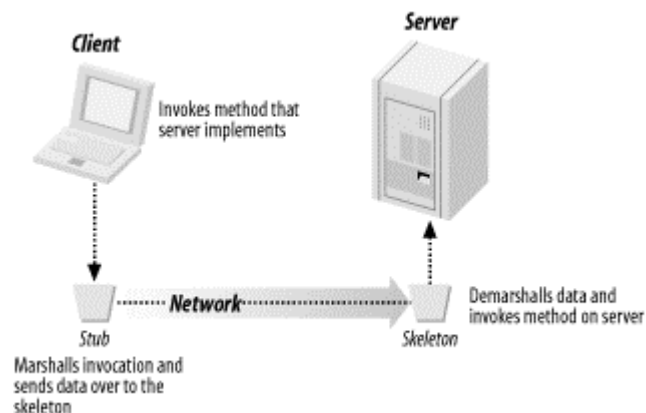 Client
Server
Invokes method that
server implements
Network
Stub
Skeleton
Demarshalls data and
invokes method on server
Marshalls invocation and
sends data over to the
skeleton